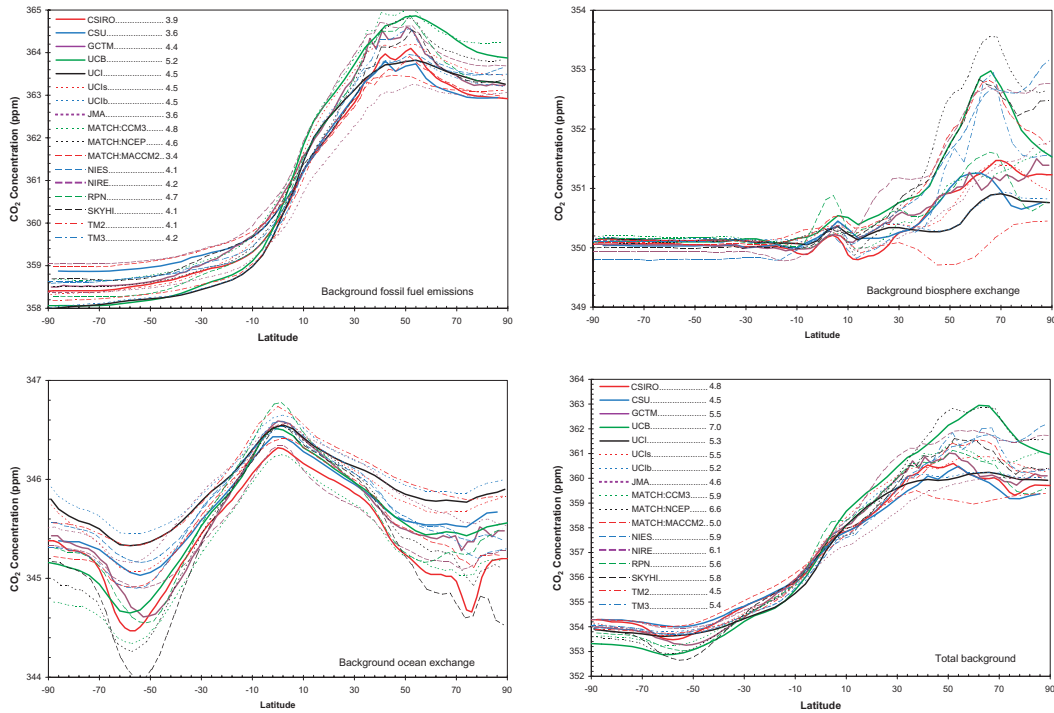 CO₂ Concentration (ppm)
365
364
363
362
361
360
359
358
CSIRO.................. 3.9
CSU..................... 3.6
GCTM.................. 4.4
UCB..................... 5.2
UCI...................... 4.5
UCIs.................... 4.5
UCIb.................... 4.5
JMA..................... 3.6
MATCH:CCM3...... 4.8
MATCH:NCEP....... 4.6
MATCH:MACCM2.. 3.4
NIES.................... 4.1
NIRE.................... 4.2
RPN..................... 4.7
SKYHI.................. 4.1
TM2..................... 4.1
TM3..................... 4.2
Background fossil fuel emissions
-90 -70 -50 -30 -10 10 30 50 70 90
Latitude
CO₂ Concentration (ppm)
354
353
352
351
350
349
Background biosphere exchange
-90 -70 -50 -30 -10 10 30 50 70 90
Latitude
CO₂ Concentration (ppm)
347
346
345
344
Background ocean exchange
-90 -70 -50 -30 -10 10 30 50 70 90
Latitude
CO₂ Concentration (ppm)
364
363
362
361
360
359
358
357
356
355
354
353
352
CSIRO.................. 4.8
CSU..................... 4.5
GCTM.................. 5.5
UCB..................... 7.0
UCI...................... 5.3
UCIs.................... 5.5
UCIb.................... 5.2
JMA..................... 4.6
MATCH:CCM3...... 5.9
MATCH:NCEP....... 6.6
MATCH:MACCM2.. 5.0
NIES.................... 5.9
NIRE.................... 6.1
RPN..................... 5.6
SKYHI.................. 5.8
TM2..................... 4.5
TM3..................... 5.4
Total background
-90 -70 -50 -30 -10 10 30 50 70 90
Latitude